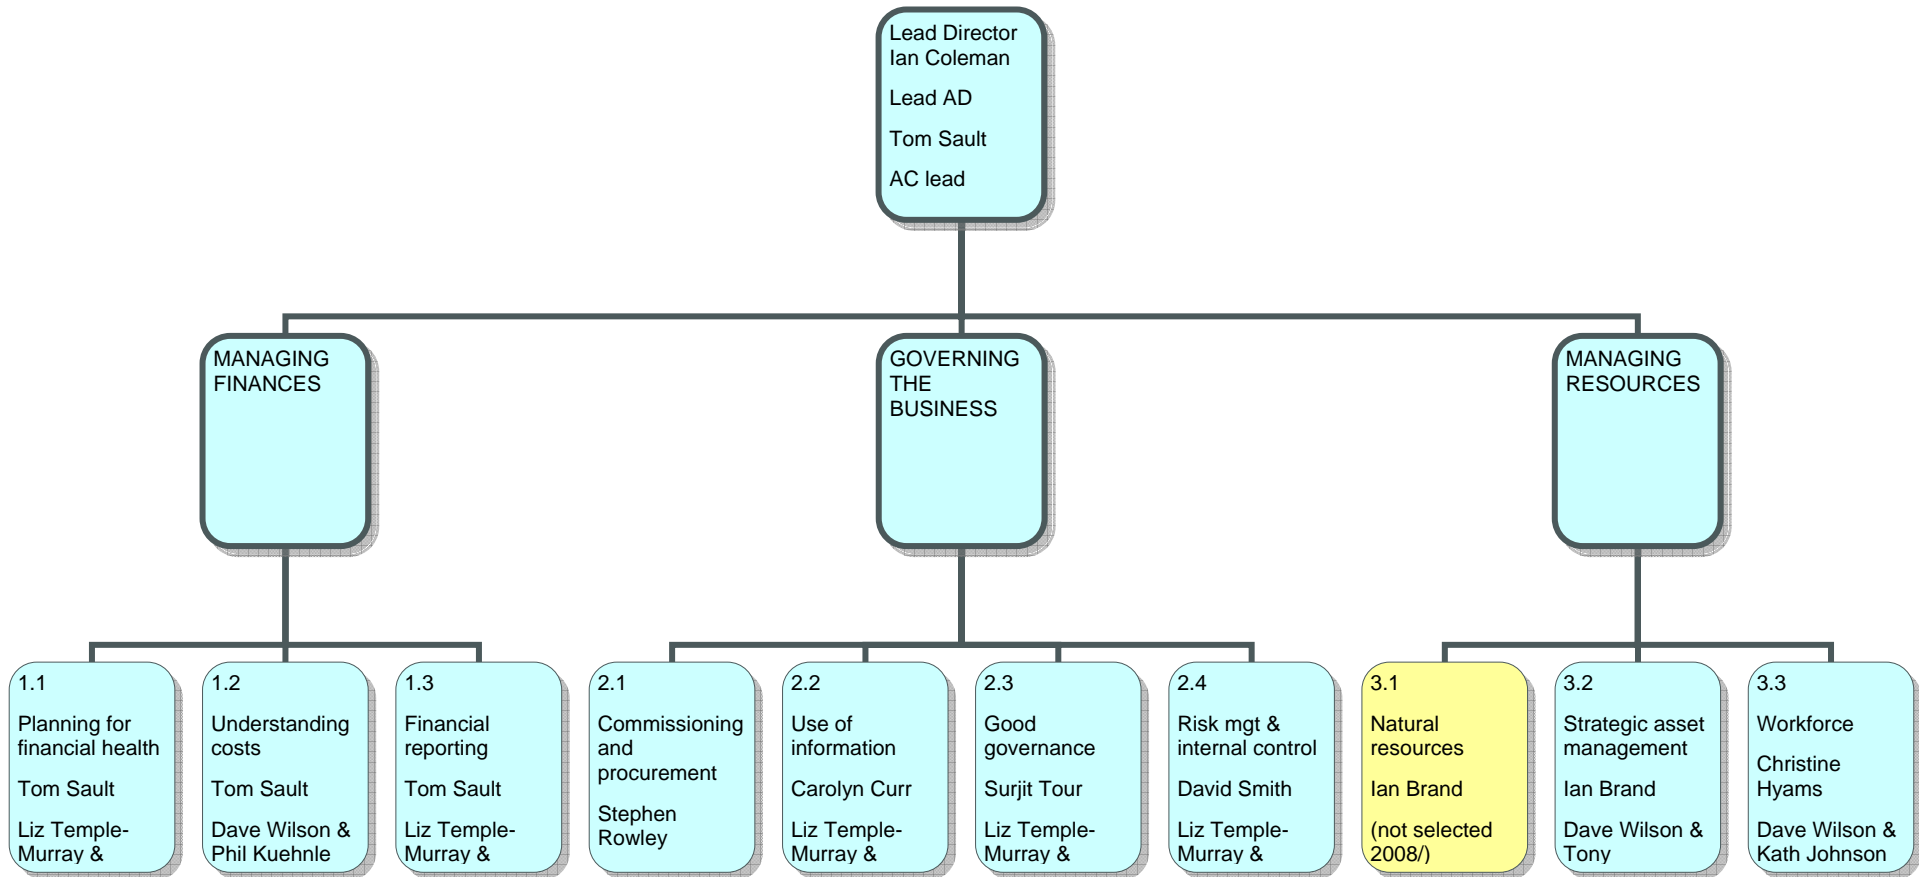 Lead Director
Ian Coleman
Lead AD
Tom Sault
AC lead
MANAGING
FINANCES
GOVERNING
THE
BUSINESS
MANAGING
RESOURCES
1.1
Planning for
financial health
Tom Sault
Liz Temple-
Murray &
1.2
Understanding
costs
Tom Sault
Dave Wilson &
Phil Kuehnle
1.3
Financial
reporting
Tom Sault
Liz Temple-
Murray &
2.1
Commissioning
and
procurement
Stephen
Rowley
2.2
Use of
information
Carolyn Curr
Liz Temple-
Murray &
2.3
Good
governance
Surjit Tour
Liz Temple-
Murray &
2.4
Risk mgt &
internal control
David Smith
Liz Temple-
Murray &
3.1
Natural
resources
Ian Brand
(not selected
2008/)
3.2
Strategic asset
management
Ian Brand
Dave Wilson &
Tony
3.3
Workforce
Christine
Hyams
Dave Wilson &
Kath Johnson